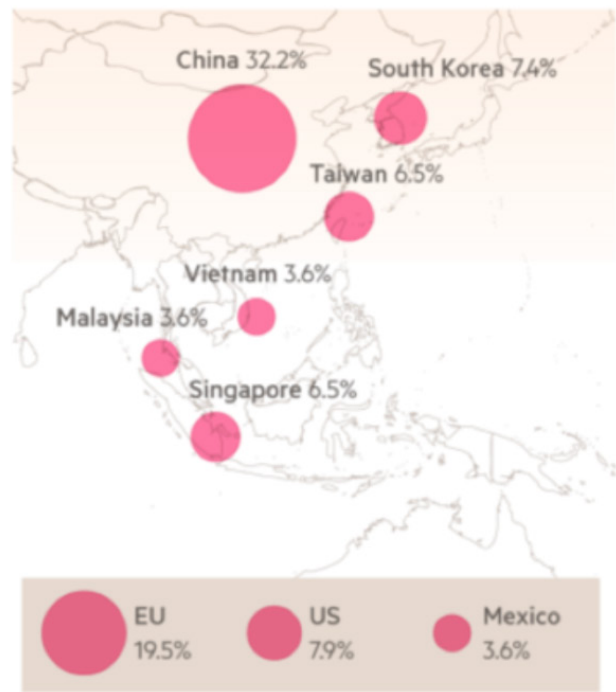 China 32.2%
South Korea 7.4%
Taiwan 6.5%
Vietnam 3.6%
Malaysia 3.6%
Singapore 6.5%
EU
19.5%
US
7.9%
Mexico
3.6%